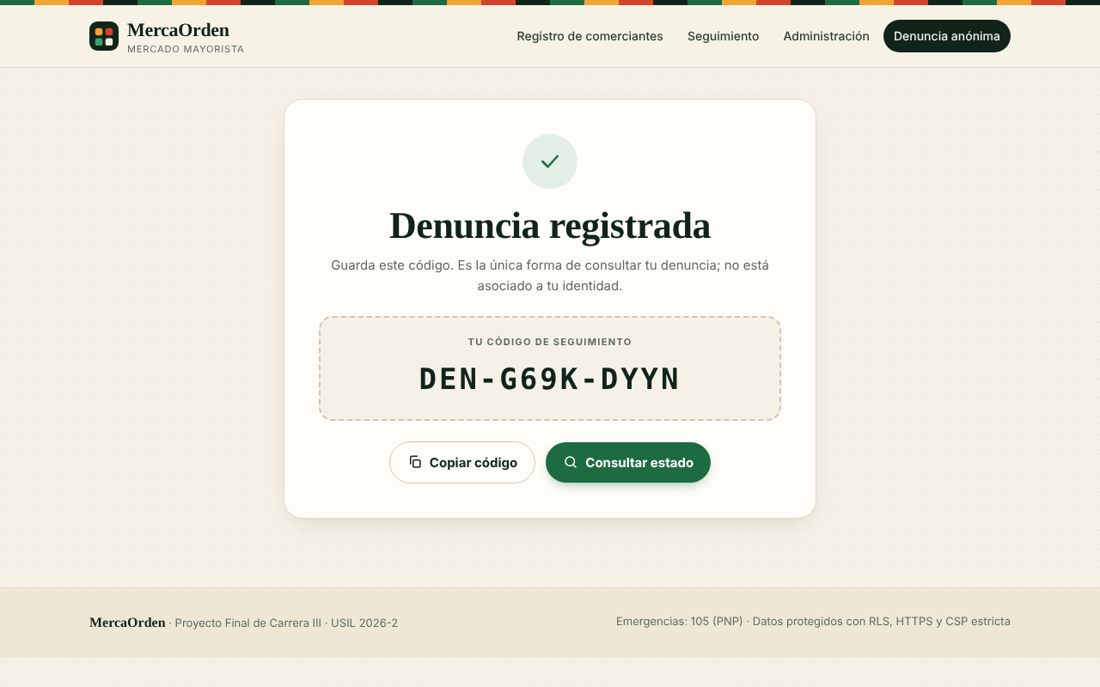 MercaOrden
MERCADO MAYORISTA
Registro de comerciantes
Seguimiento
Administración
Denuncia anónima
Denuncia registrada
Guarda este código. Es la única forma de consultar tu denuncia; no está
asociado a tu identidad.
TU CÓDIGO DE SEGUIMIENTO
DEN-G69K-DYYN
Copiar código
Consultar estado
MercaOrden · Proyecto Final de Carrera III · USIL 2026-2
Emergencias: 105 (PNP) · Datos protegidos con RLS, HTTPS y CSP estricta